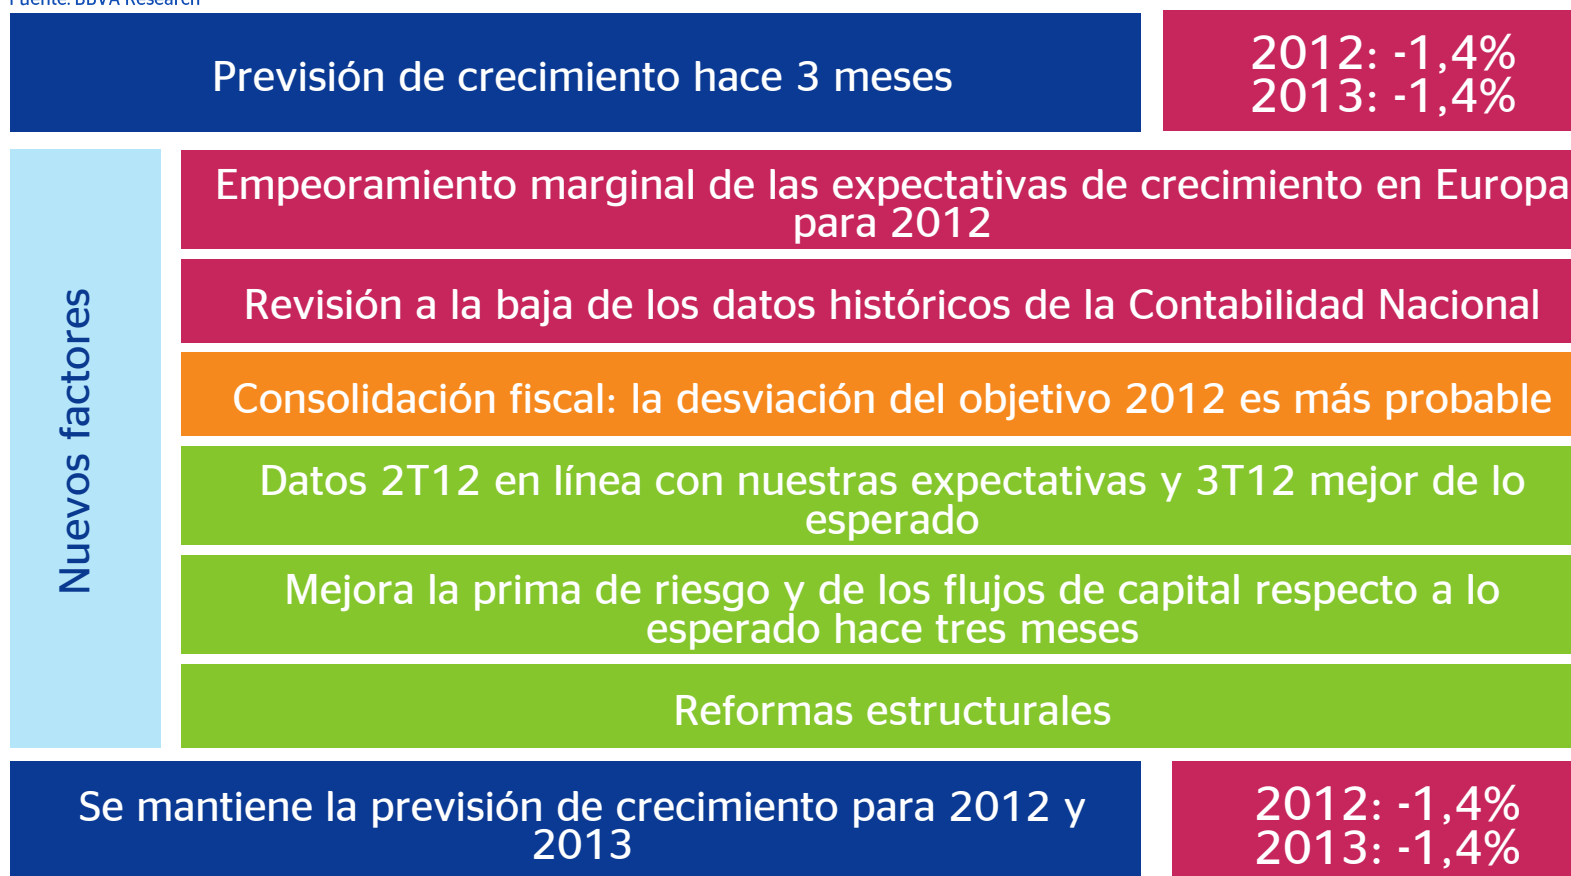 Fuente: BBVA Research
Previsión de crecimiento hace 3 meses
2012: -1,4%
2013: -1,4%
Nuevos factores
Empeoramiento marginal de las expectativas de crecimiento en Europa
para 2012
Revisión a la baja de los datos históricos de la Contabilidad Nacional
Consolidación fiscal: la desviación del objetivo 2012 es más probable
Datos 2T12 en línea con nuestras expectativas y 3T12 mejor de lo
esperado
Mejora la prima de riesgo y de los flujos de capital respecto a lo
esperado hace tres meses
Reformas estructurales
Se mantiene la previsión de crecimiento para 2012 y
2013
2012: -1,4%
2013: -1,4%